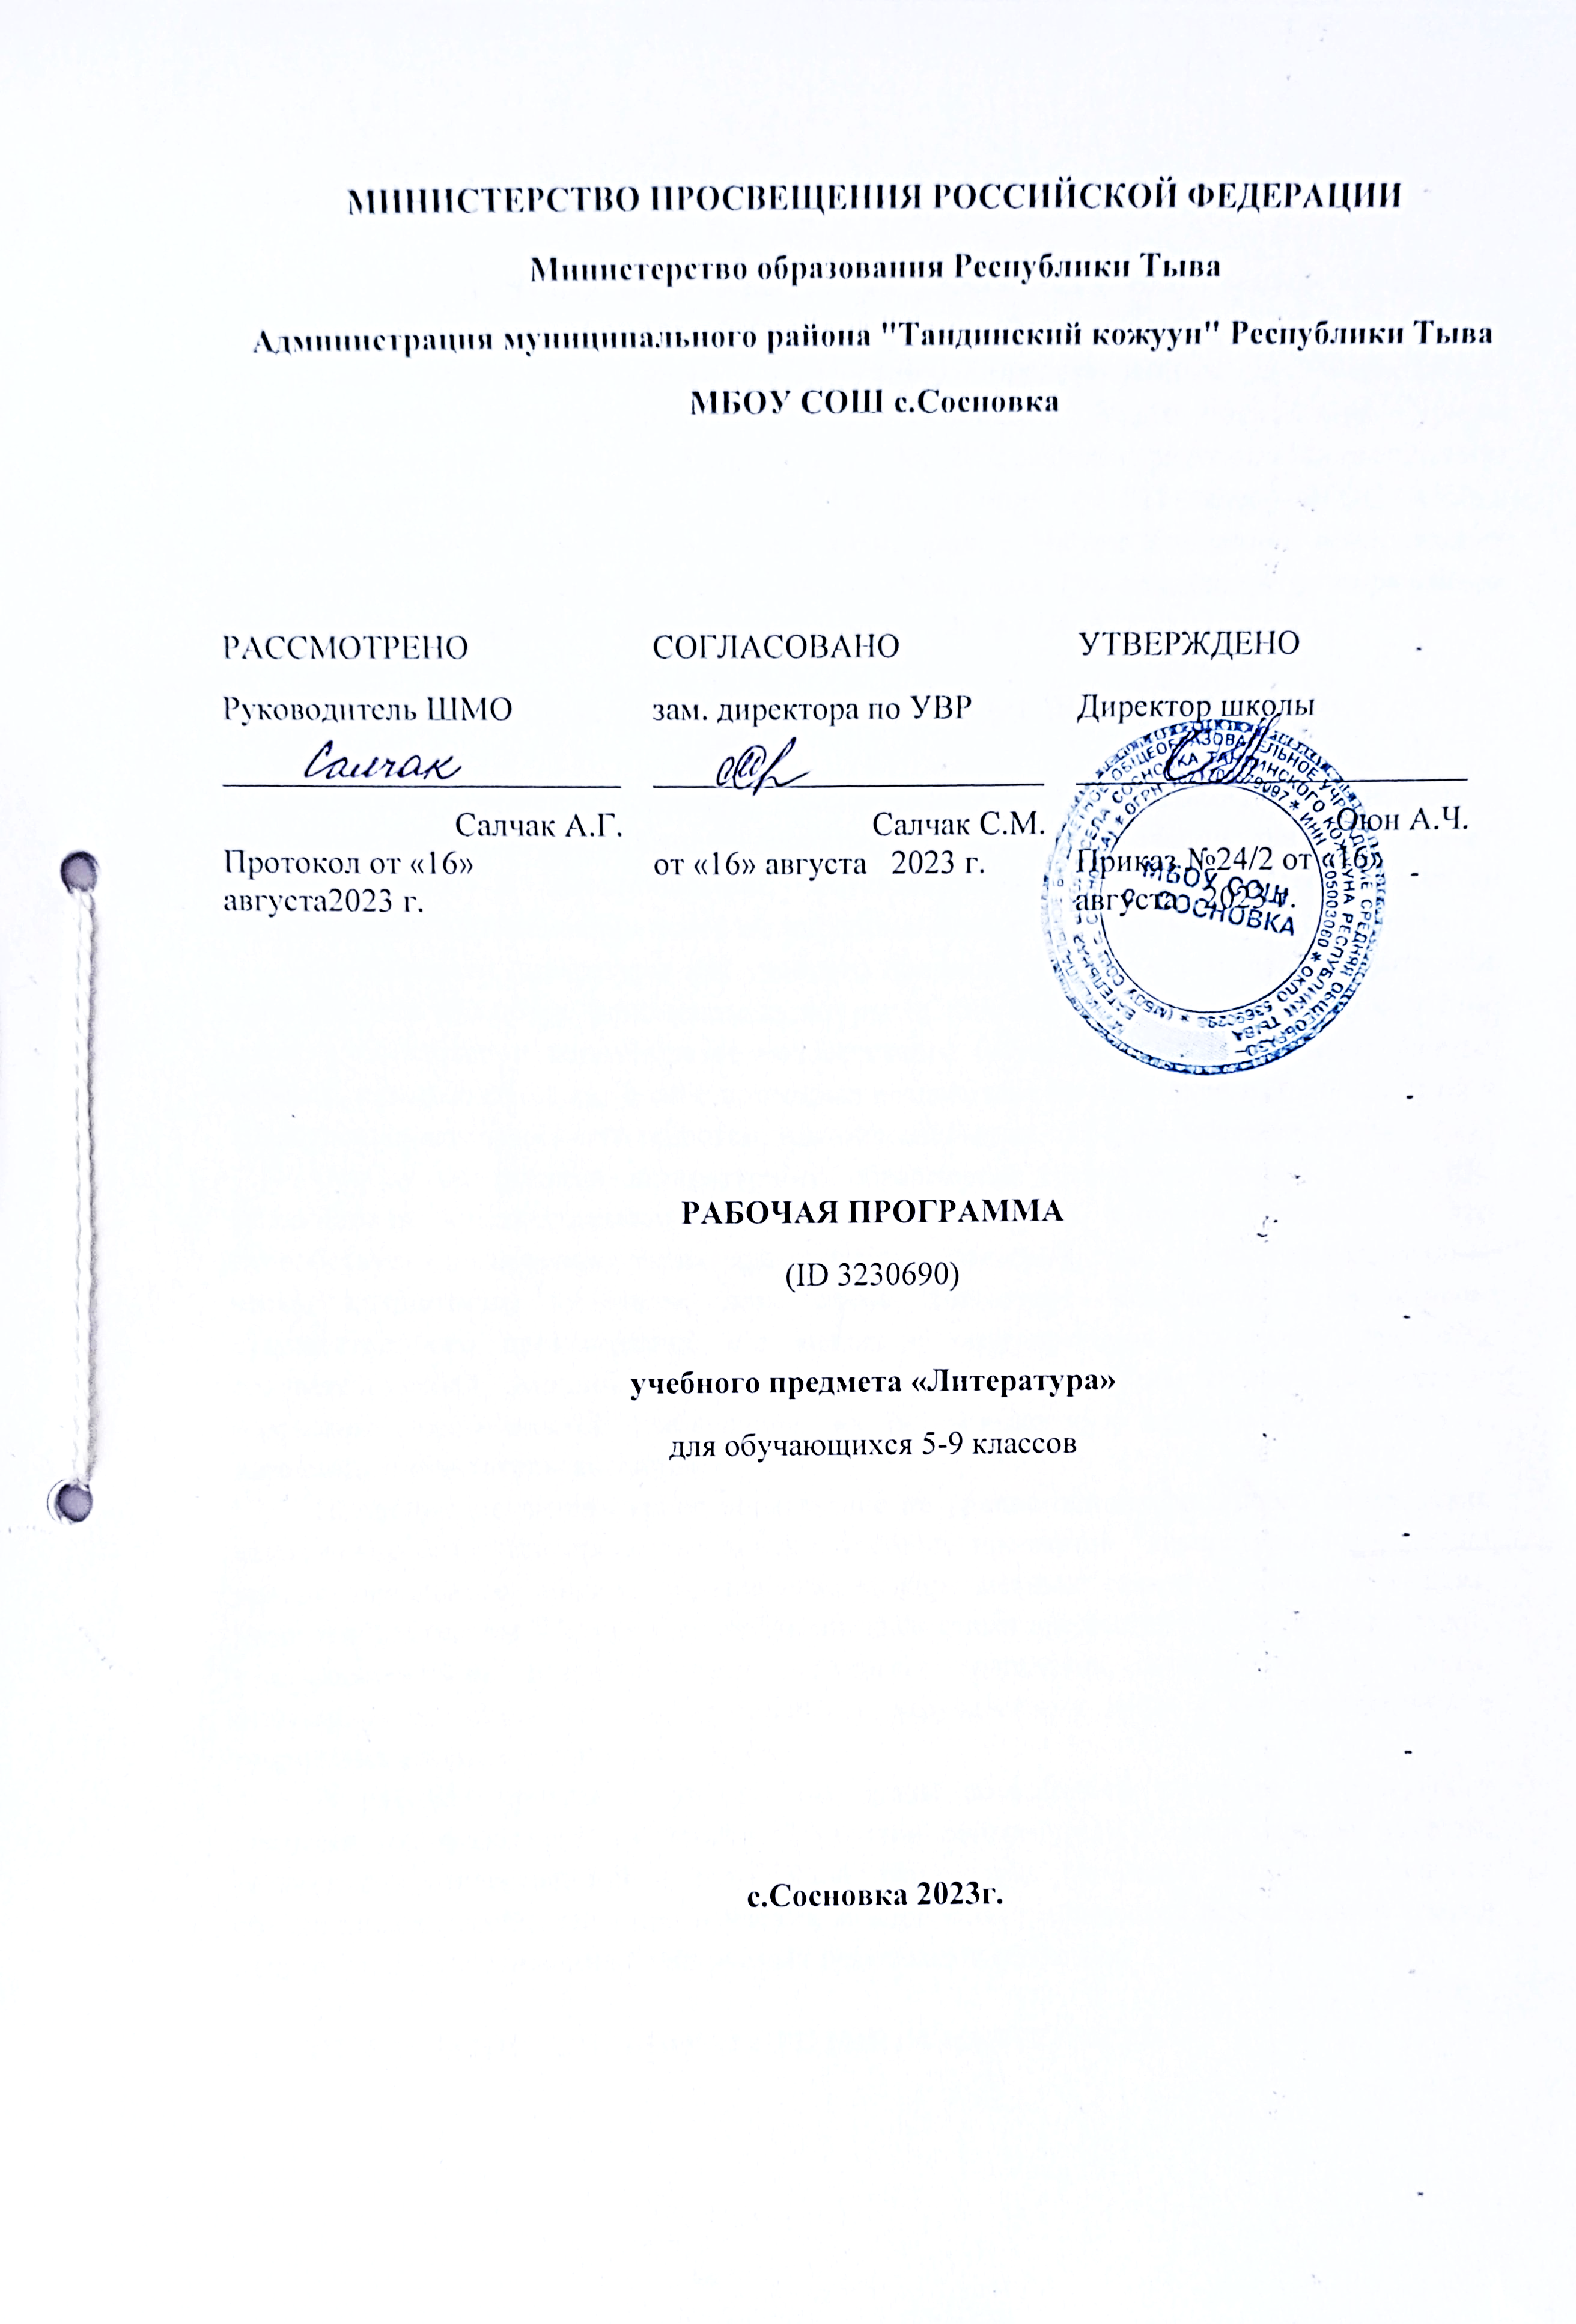 МИНИСТЕРСТВО ПРОСВЕЩЕНИЯ РОССИЙСКОЙ ФЕДЕРАЦИИ
Министерство образования Республики Тыва
Администрация муниципального района "Тандинский кожуун" Республики Тыва
МБОУ СОШ с.Сосновка
РАССМОТРЕНО
Руководитель ШМО
Салчак
Салчак А.Г.
Протокол от «16»
августа2023 г.
СОГЛАСОВАНО
зам. директора по УВР
Салчак С.М.
от «16» августа 2023 г.
УТВЕРЖДЕНО
Директор школы
Оюн А.Ч.
Приказ №24/2 от «16»
августа 2023 г.
МБОУ СОШ
с. СОСНОВКА
РАБОЧАЯ ПРОГРАММА
(ID 3230690)
учебного предмета «Литература»
для обучающихся 5-9 классов
с.Сосновка 2023г.